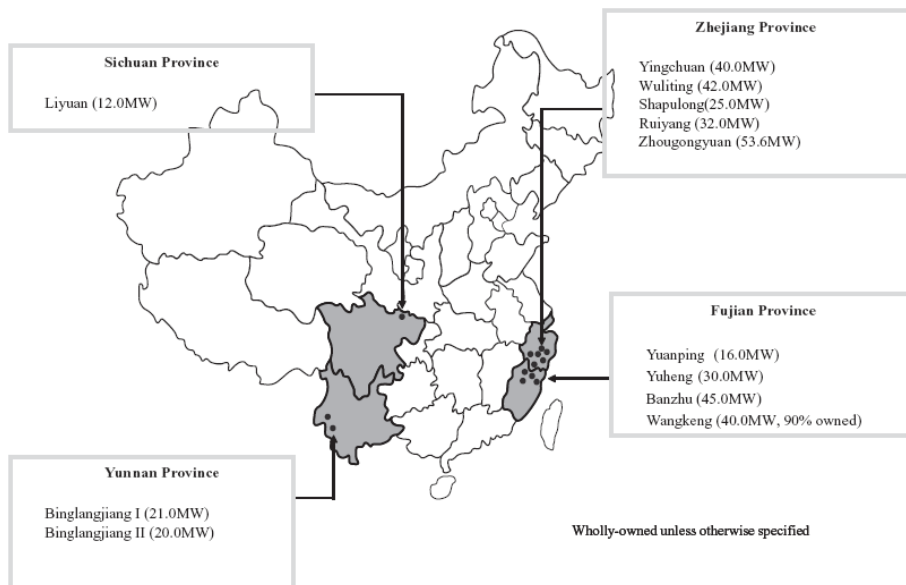 Sichuan Province
Liyuan (12.0MW)
Zhejiang Province
Yingchuan (40.0MW)
Wuliting (42.0MW)
Shapulong(25.0MW)
Ruiyang (32.0MW)
Zhougongyuan (53.6MW)
Fujian Province
Yuanping (16.0MW)
Yuheng (30.0MW)
Banzhu (45.0MW)
Wangkeng (40.0MW, 90% owned)
Yunnan Province
Binglangjiang I (21.0MW)
Binglangjiang II (20.0MW)
Wholly-owned unless otherwise specified